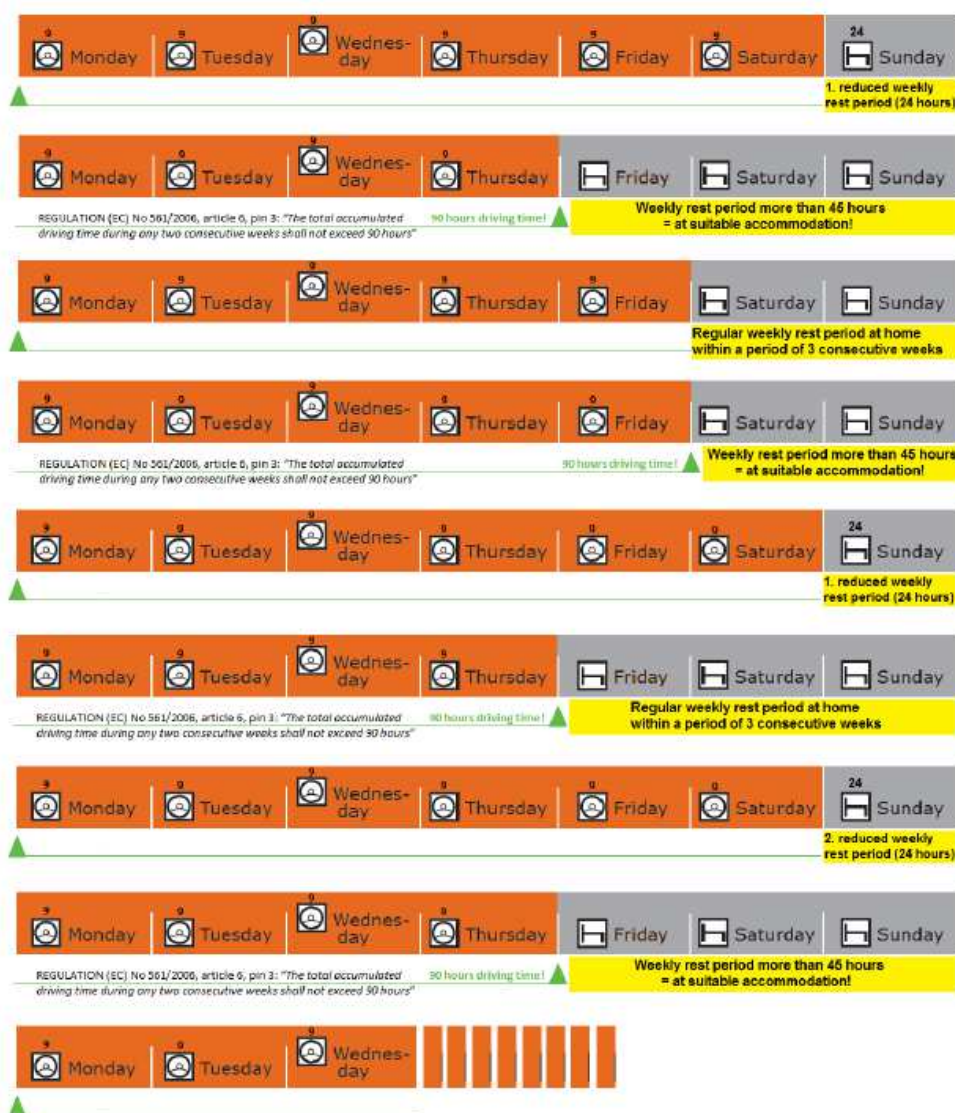 9 9 9 9 9 9 24
Monday Tuesday Wednes-day Thursday Friday Saturday Sunday
1. reduced weekly
rest period (24 hours)
9 9 9 9
Monday Tuesday Wednes-day Thursday Friday Saturday Sunday
REGULATION (EC) No 561/2006, article 6, pin 3: "The total accumulated
driving time during any two consecutive weeks shall not exceed 90 hours"
90 hours driving time!
Weekly rest period more than 45 hours
= at suitable accommodation!
9 9 9 9 9
Monday Tuesday Wednes-day Thursday Friday Saturday Sunday
Regular weekly rest period at home
within a period of 3 consecutive weeks
9 9 9 9 9
Monday Tuesday Wednes-day Thursday Friday Saturday Sunday
REGULATION (EC) No 561/2006, article 6, pin 3: "The total accumulated
driving time during any two consecutive weeks shall not exceed 90 hours"
90 hours driving time!
Weekly rest period more than 45 hours
= at suitable accommodation!
9 9 9 9 9 9 24
Monday Tuesday Wednes-day Thursday Friday Saturday Sunday
1. reduced weekly
rest period (24 hours)
9 9 9 9
Monday Tuesday Wednes-day Thursday Friday Saturday Sunday
REGULATION (EC) No 561/2006, article 6, pin 3: "The total accumulated
driving time during any two consecutive weeks shall not exceed 90 hours"
90 hours driving time!
Regular weekly rest period at home
within a period of 3 consecutive weeks
9 9 9 9 9 9 24
Monday Tuesday Wednes-day Thursday Friday Saturday Sunday
2. reduced weekly
rest period (24 hours)
9 9 9 9
Monday Tuesday Wednes-day Thursday Friday Saturday Sunday
REGULATION (EC) No 561/2006, article 6, pin 3: "The total accumulated
driving time during any two consecutive weeks shall not exceed 90 hours"
90 hours driving time!
Weekly rest period more than 45 hours
= at suitable accommodation!
9 9 9
Monday Tuesday Wednes-day